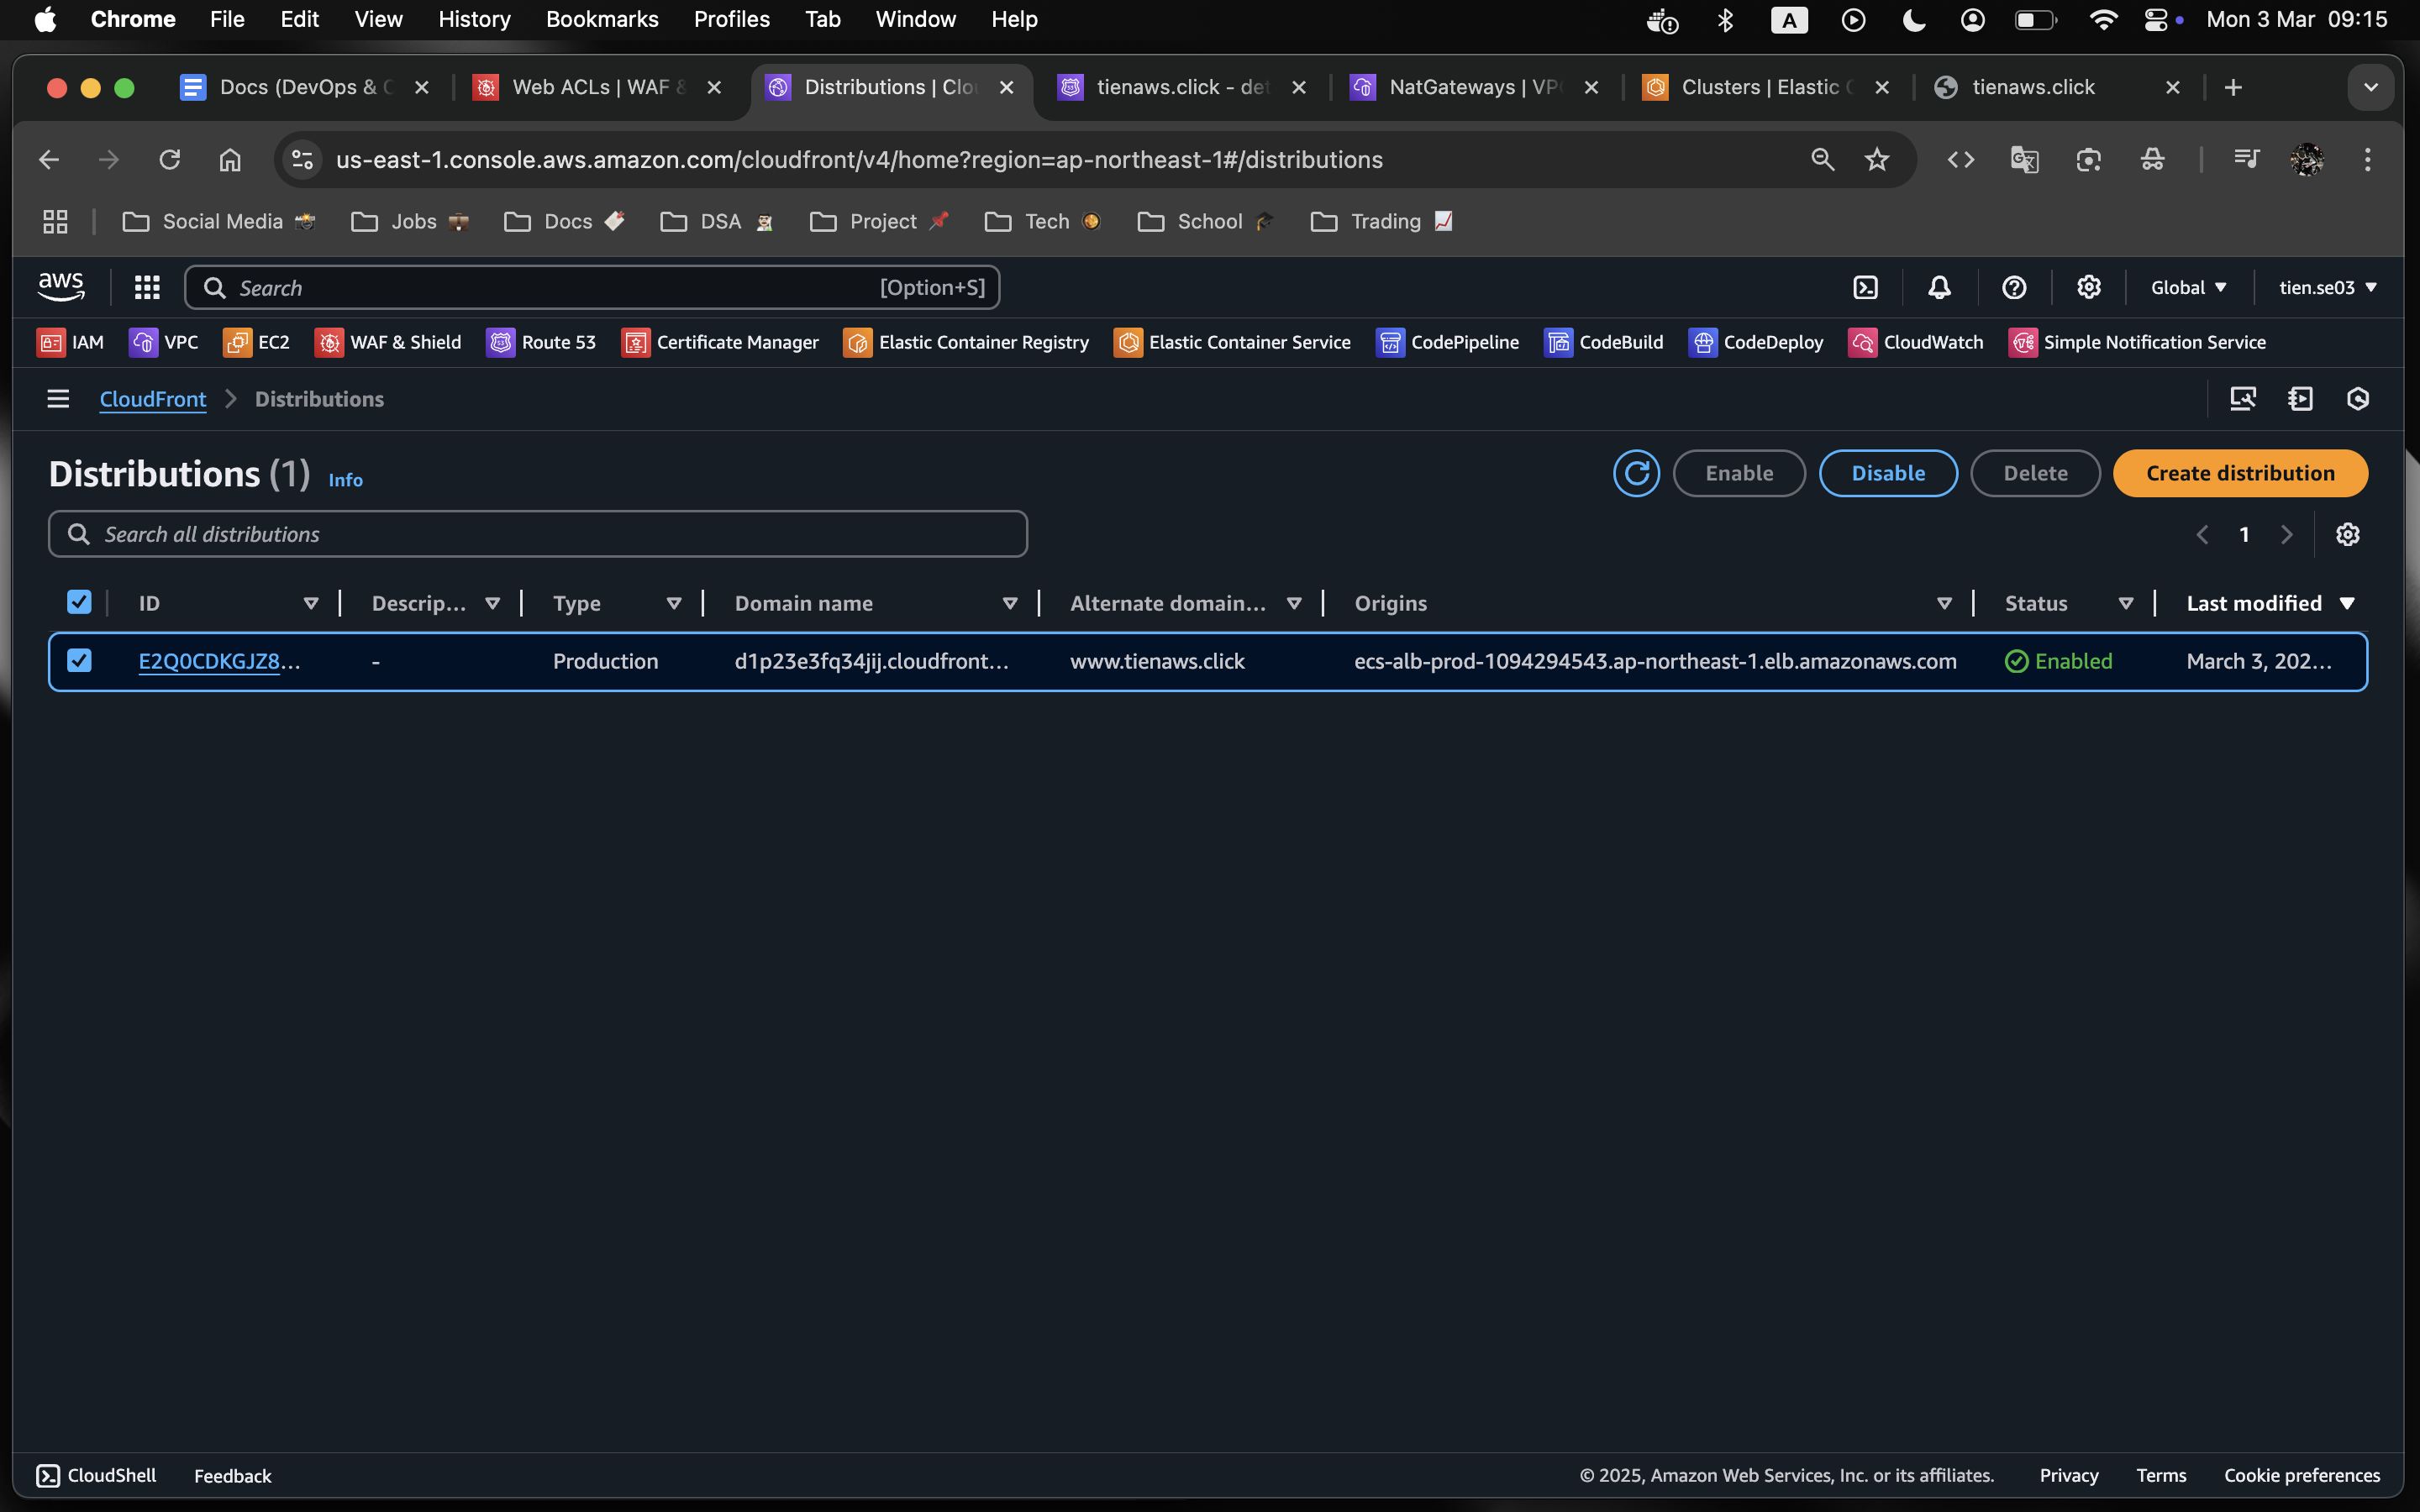 Chrome File Edit View History Bookmarks Profiles Tab Window Help A Mon 3 Mar 09:15
Docs (DevOps & C Web ACLs | WAF & Distributions | Clo tienaws.click - det NatGateways | VP Clusters | Elastic C tienaws.click
us-east-1.console.aws.amazon.com/cloudfront/v4/home?region=ap-northeast-1#/distributions
Social Media Jobs Docs DSA Project Tech School Trading
aws Search [Option+S] Global tien.se03
IAM VPC EC2 WAF & Shield Route 53 Certificate Manager Elastic Container Registry Elastic Container Service CodePipeline CodeBuild CodeDeploy CloudWatch Simple Notification Service
CloudFront Distributions
Distributions (1) Info Enable Disable Delete Create distribution
Search all distributions 1
ID Descrip... Type Domain name Alternate domain... Origins Status Last modified
E2Q0CDKGJZ8... - Production d1p23e3fq34jij.cloudfront... www.tienaws.click ecs-alb-prod-1094294543.ap-northeast-1.elb.amazonaws.com Enabled March 3, 202...
CloudShell Feedback © 2025, Amazon Web Services, Inc. or its affiliates. Privacy Terms Cookie preferences